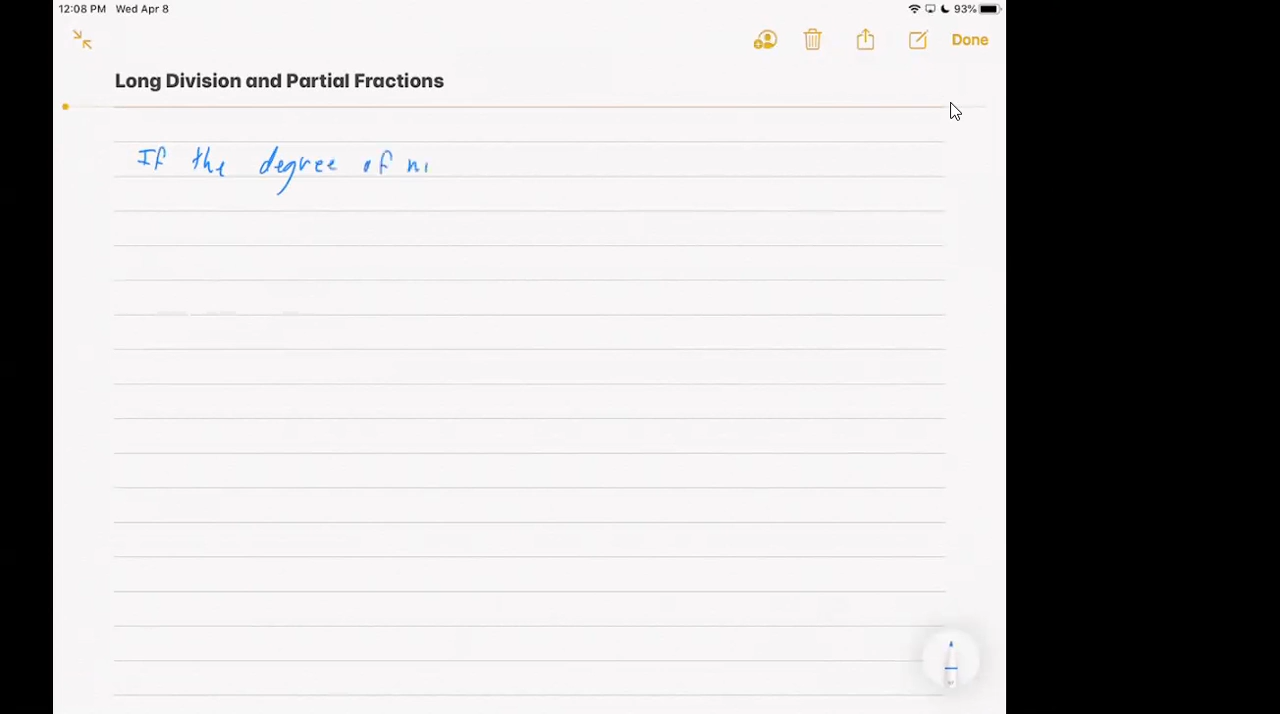 12:08 PM Wed Apr 8 93%
Done
Long Division and Partial Fractions
If the degree of